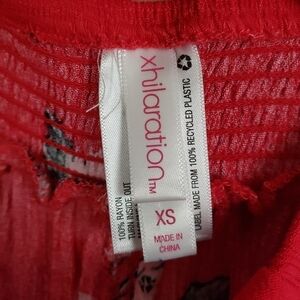 xhilaration™
LABEL MADE FROM 100% RECYCLED PLASTIC
100% RAYON
TURN INSIDE OUT
XS
MADE IN
CHINA